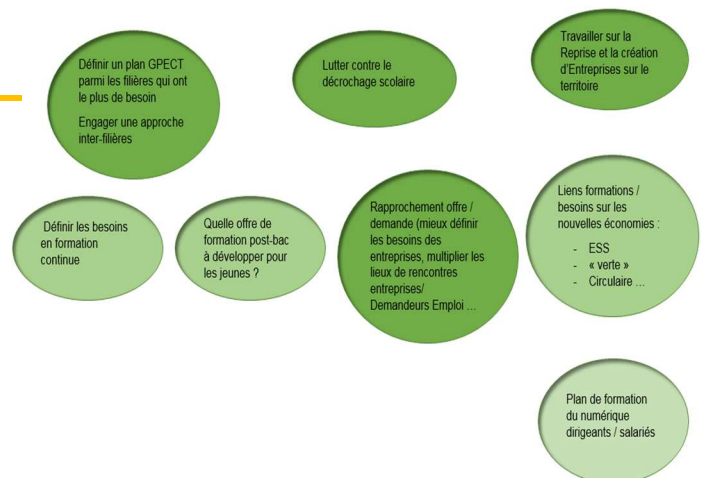 Définir un plan GPECT
parmi les filières qui ont
le plus de besoin
Engager une approche
inter-filières
Lutter contre le
décrochage scolaire
Travailler sur la
Reprise et la création
d'Entreprises sur le
territoire
Définir les besoins
en formation
continue
Quelle offre de
formation post-bac
à développer pour
les jeunes ?
Rapprochement offre /
demande (mieux définir
les besoins des
entreprises, multiplier les
lieux de rencontres
entreprises/
Demandeurs Emploi …
Liens formations /
besoins sur les
nouvelles économies :
- ESS
- « verte »
- Circulaire …
Plan de formation
du numérique
dirigeants / salariés